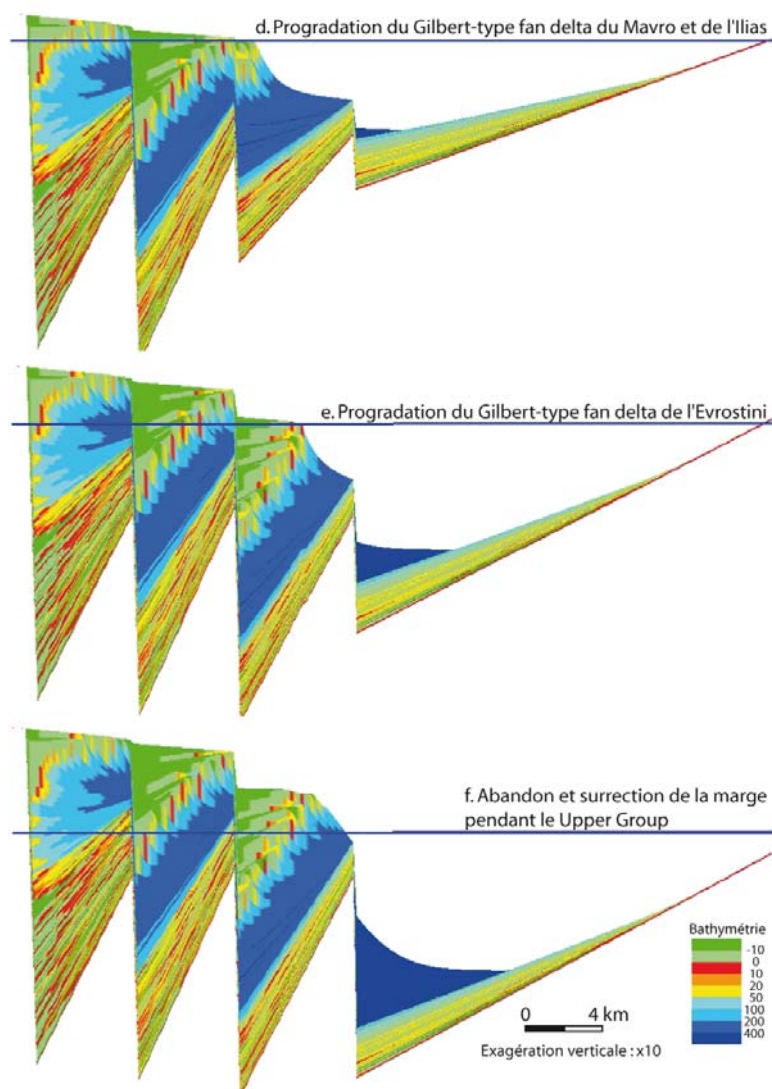 d. Progradation du Gilbert-type fan delta du Mavro et de l'Ilias
e. Progradation du Gilbert-type fan delta de l'Evrostini
f. Abandon et surrection de la marge
pendant le Upper Group
Bathymétrie
-10
0
10
20
50
100
200
400
0 4 km
Exagération verticale : x10